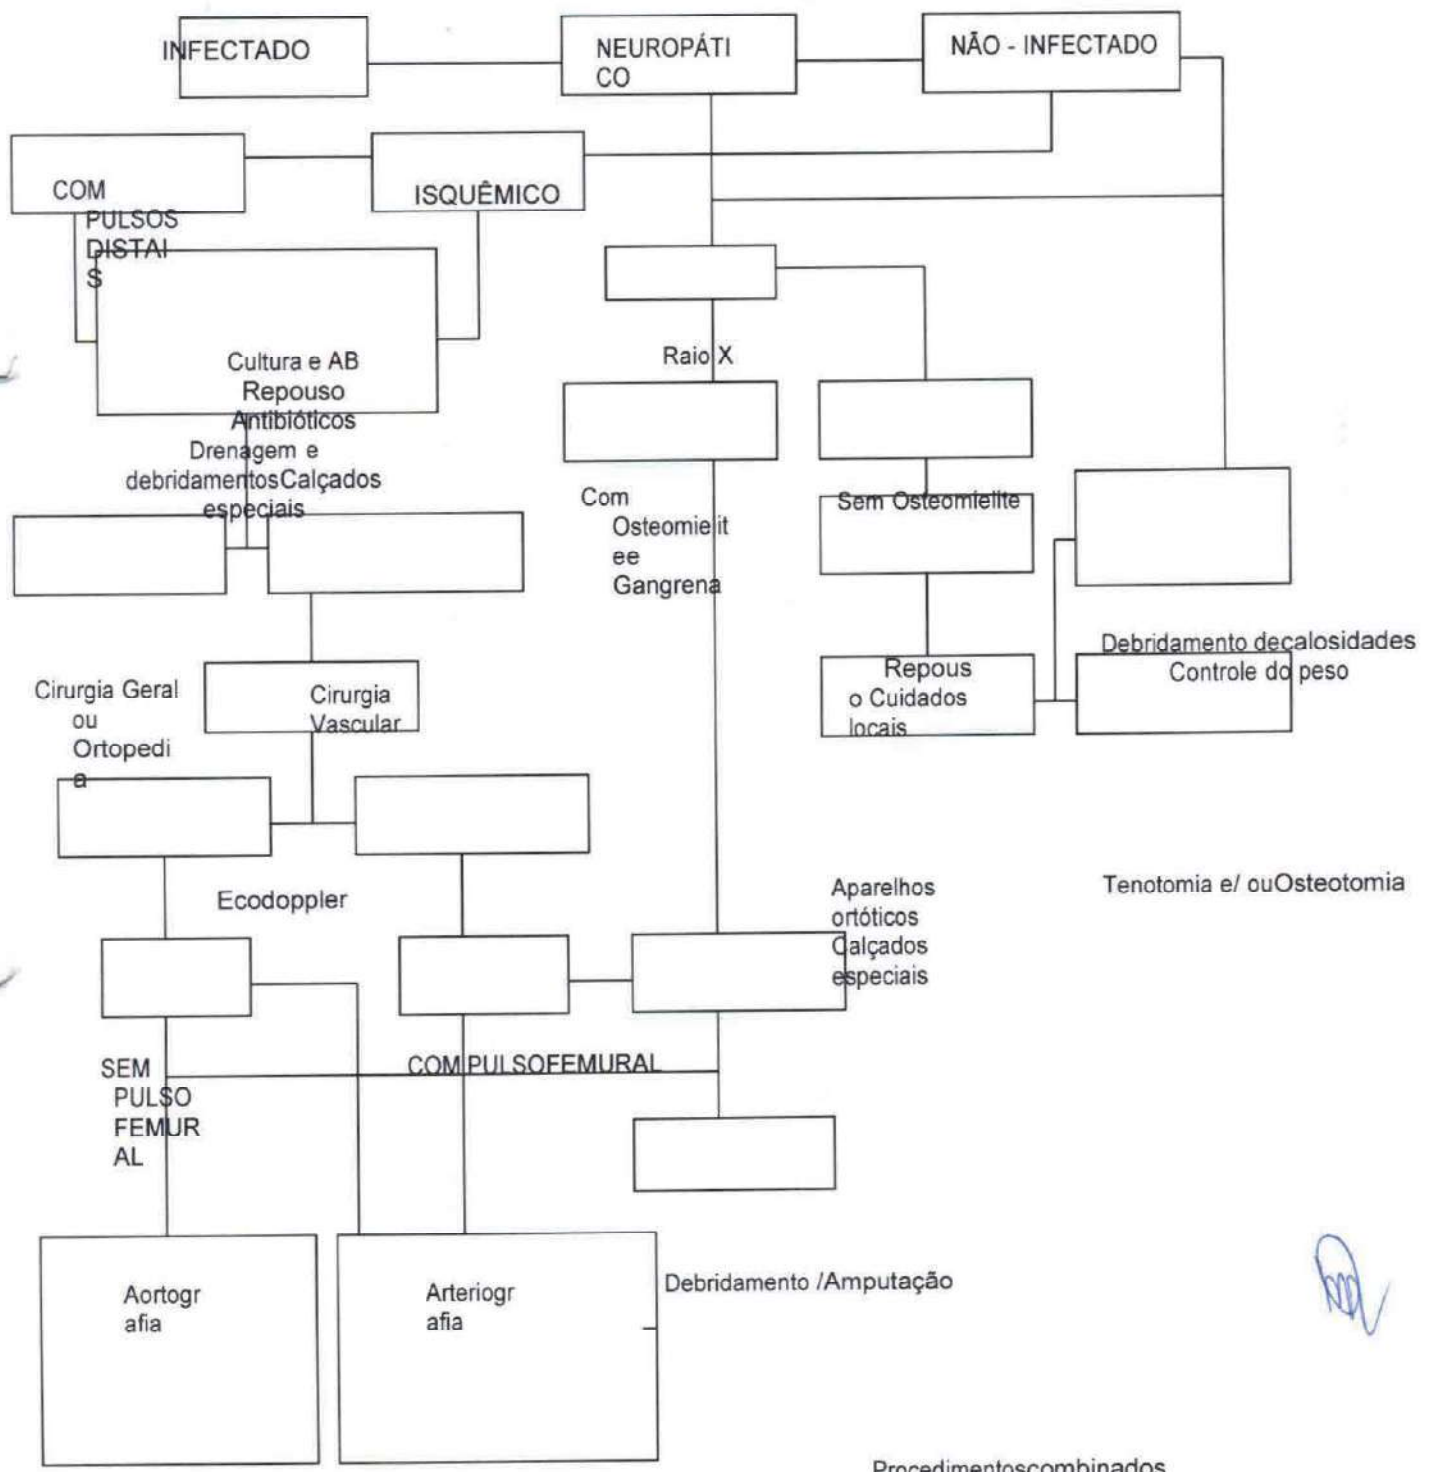 INFECTADO
NEUROPÁTI
CO
NÃO - INFECTADO
COM
PULSOS
DISTAI
S
ISQUÊMICO
Cultura e AB
Repouso
Antibióticos
Drenagem e
debridamentosCalçados
especiais
Raio X
Com
Osteomielit
ee
Gangrena
Sem Osteomielite
Debridamento decalosidades
Controle do peso
Repous
o Cuidados
locais
Cirurgia Geral
ou
Ortopedi
a
Cirurgia
Vascular
Ecodoppler
Aparelhos
ortóticos
Calçados
especiais
Tenotomia e/ ouOsteotomia
SEM
PULSO
FEMUR
AL
COM PULSOFEMURAL
Aortogr
afia
Arteriogr
afia
Debridamento /Amputação
Procedimentoscombinados